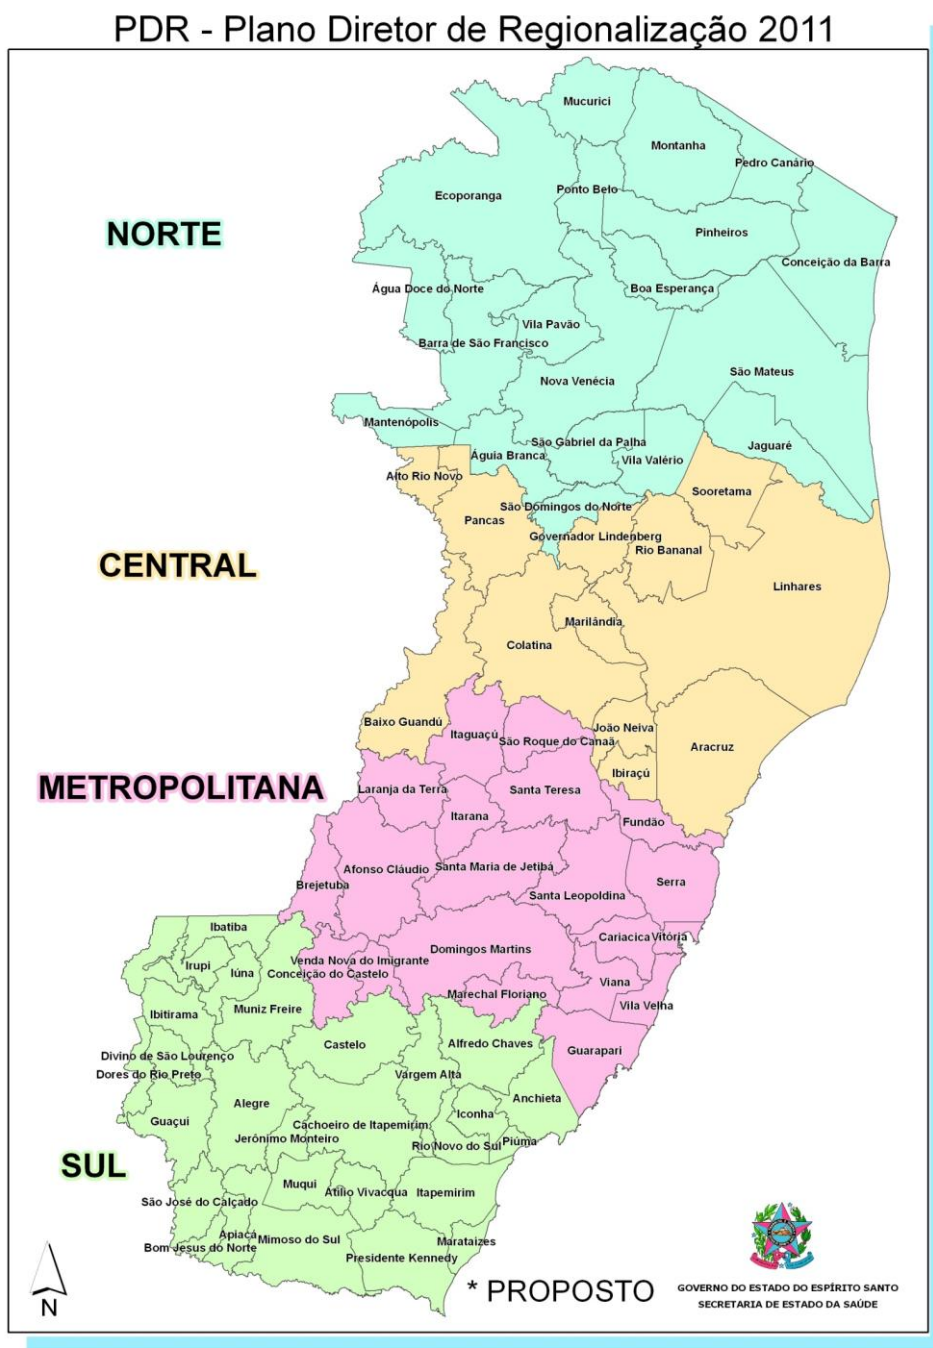 PDR - Plano Diretor de Regionalização 2011
Mucurici
Montanha
Pedro Canário
Ecoporanga
Ponto Belo
NORTE
Pinheiros
Conceição da Barra
Água Doce do Norte
Boa Esperança
Vila Pavão
Barra de São Francisco
São Mateus
Nova Venécia
Mantenópolis
São Gabriel da Palha
Jaguaré
Águia Branca
Vila Valério
Alto Rio Novo
Sooretama
São Domingos do Norte
Pancas
Governador Lindenberg
Rio Bananal
CENTRAL
Linhares
Marilândia
Colatina
Baixo Guandú
João Neiva
Itaguaçú
São Roque do Canaã
Aracruz
Ibiraçú
METROPOLITANA
Laranja da Terra
Santa Teresa
Itarana
Fundão
Afonso Cláudio
Santa Maria de Jetibá
Brejetuba
Serra
Santa Leopoldina
Ibatiba
Cariacica
Vitória
Domingos Martins
Venda Nova do Imigrante
Irupi
Iúna
Conceição do Castelo
Viana
Marechal Floriano
Vila Velha
Muniz Freire
Ibitirama
Castelo
Alfredo Chaves
Guarapari
Divino de São Lourenço
Dores do Rio Preto
Vargem Alta
Anchieta
Alegre
Iconha
Guaçui
Cachoeiro de Itapemirim
Jerônimo Monteiro
Rio Novo do Sul
Piúma
SUL
Muqui
Atilio Vivacqua
Itapemirim
São José do Calçado
Apiacá
Mimoso do Sul
Bom Jesus do Norte
Marataizes
Presidente Kennedy
* PROPOSTO
GOVERNO DO ESTADO DO ESPÍRITO SANTO
SECRETARIA DE ESTADO DA SAÚDE
N